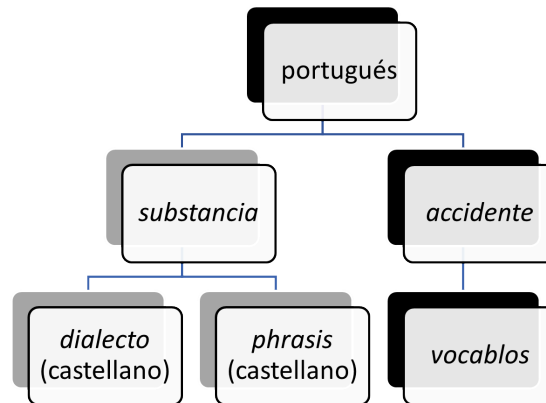 portugués
substancia
accidente
dialecto
(castellano)
phrasis
(castellano)
vocablos